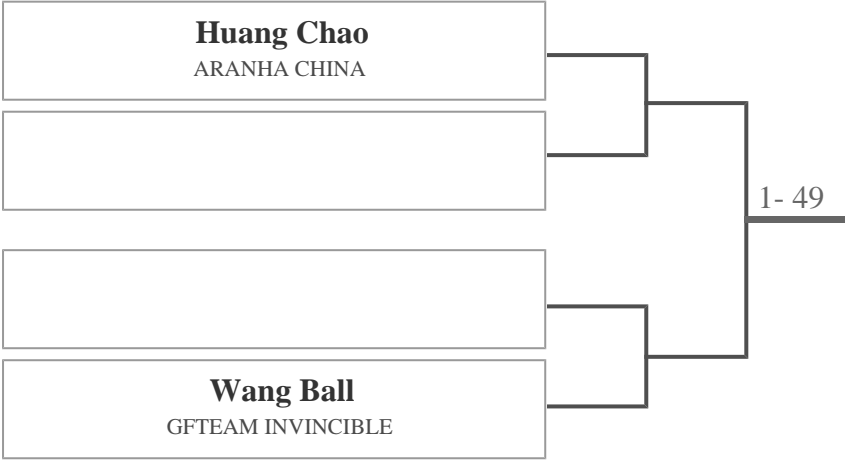 Huang Chao
ARANHA CHINA
1- 49
Wang Ball
GFTEAM INVINCIBLE